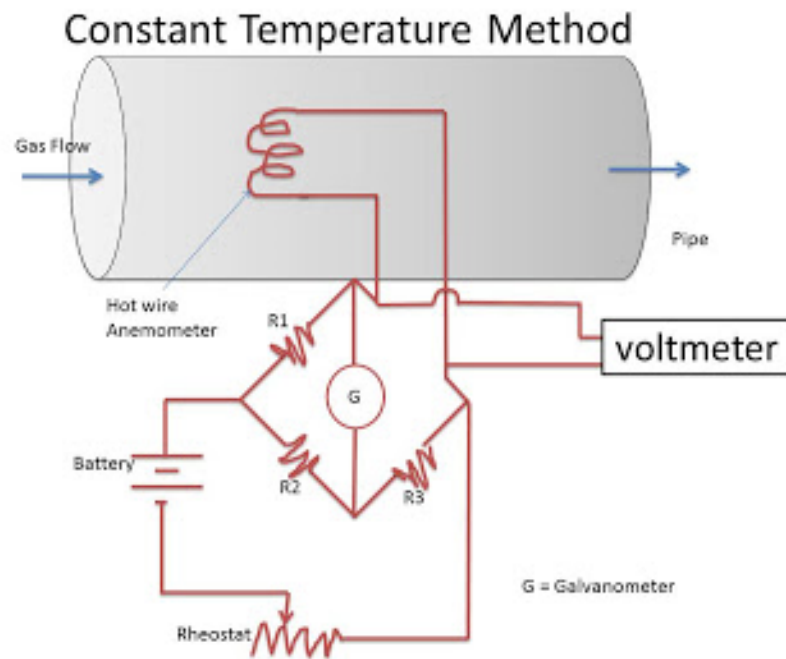 Constant Temperature Method
Gas Flow
Pipe
Hot wire
Anemometer
R1
voltmeter
G
Battery
R2
R3
G = Galvanometer
Rheostat